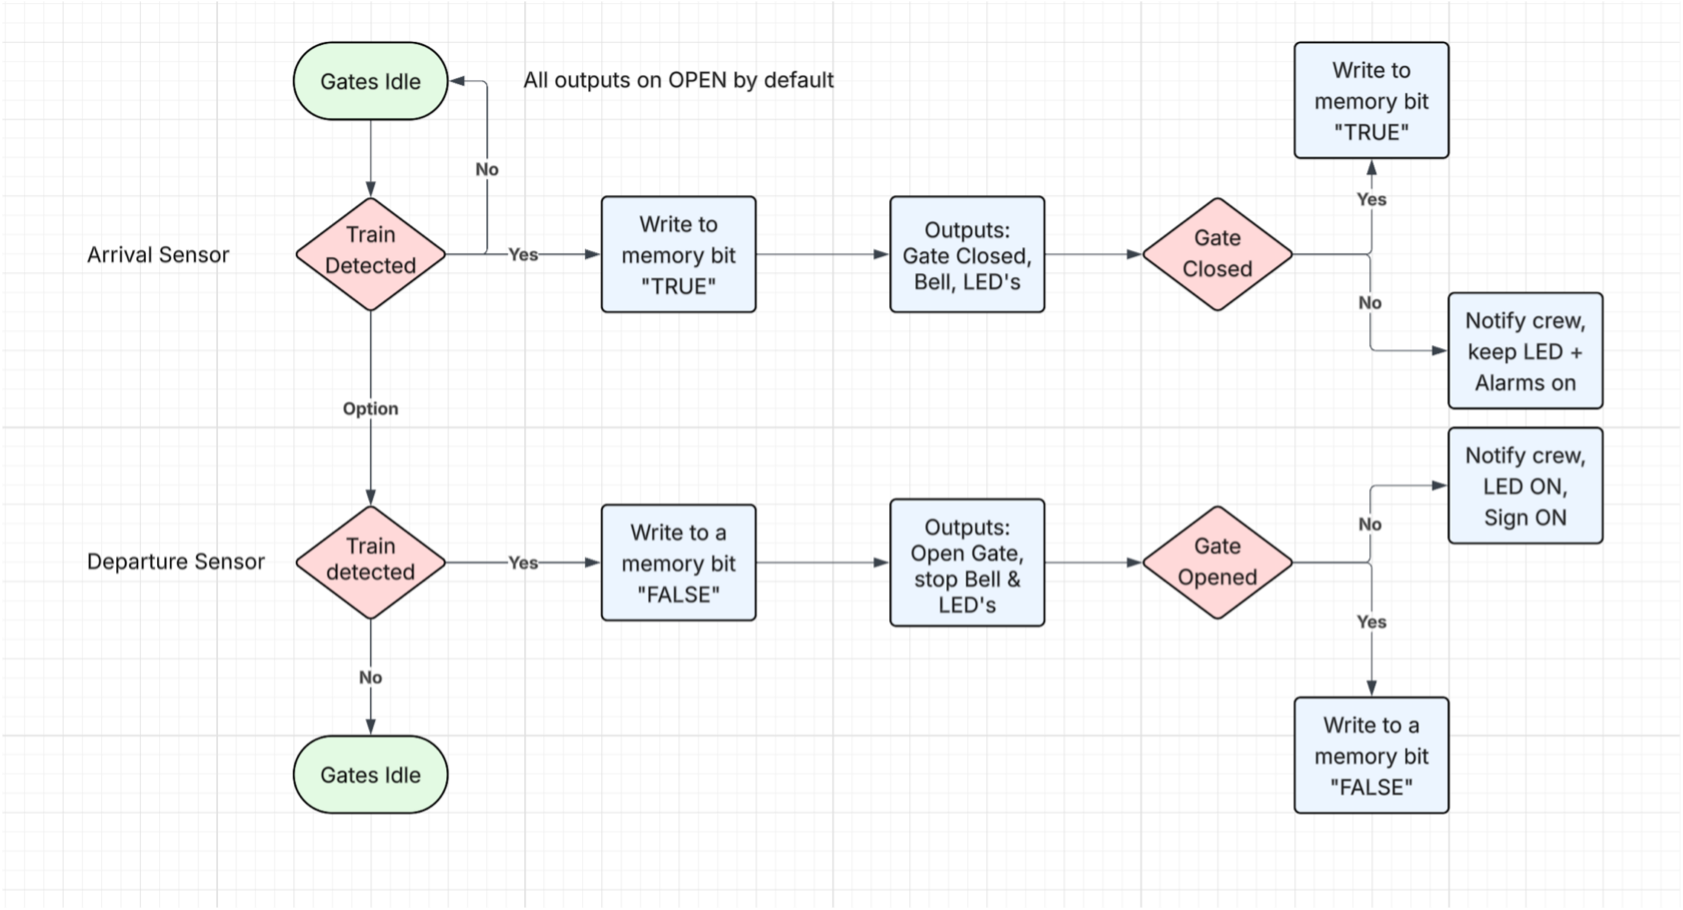 Gates Idle
All outputs on OPEN by default
Write to
memory bit
"TRUE"
No
Yes
Arrival Sensor
Train
Detected
Yes
Write to
memory bit
"TRUE"
Outputs:
Gate Closed,
Bell, LED's
Gate
Closed
No
Notify crew,
keep LED +
Alarms on
Option
Notify crew,
LED ON,
Sign ON
No
Departure Sensor
Train
detected
Yes
Write to a
memory bit
"FALSE"
Outputs:
Open Gate,
stop Bell &
LED's
Gate
Opened
Yes
No
Gates Idle
Write to a
memory bit
"FALSE"